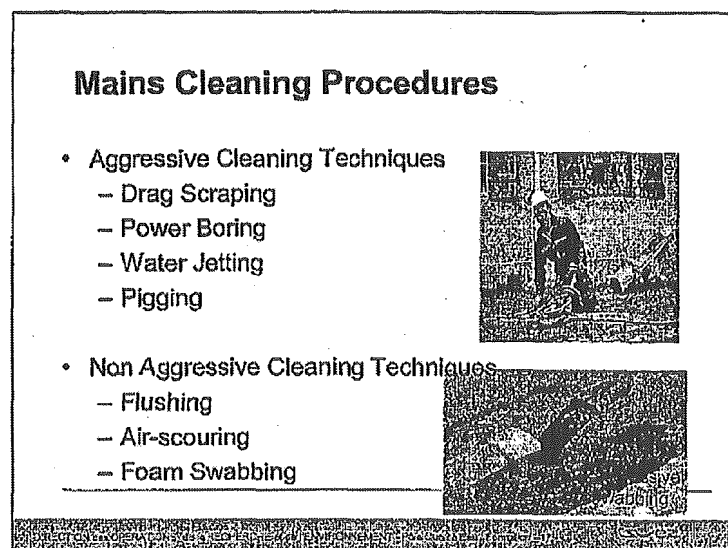 Mains Cleaning Procedures
• Aggressive Cleaning Techniques
– Drag Scraping
– Power Boring
– Water Jetting
– Pigging
• Non Aggressive Cleaning Techniques
– Flushing
– Air-scouring
– Foam Swabbing